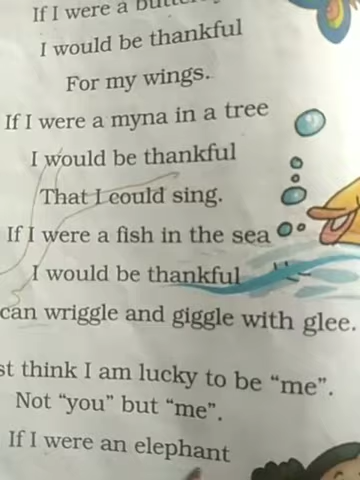 If I were a
I would be thankful
For my wings.
If I were a myna in a tree
I would be thankful
That I could sing.
If I were a fish in the sea
I would be thankful
can wriggle and giggle with glee.
think I am lucky to be “me”.
Not “you” but “me”.
If I were an elephant